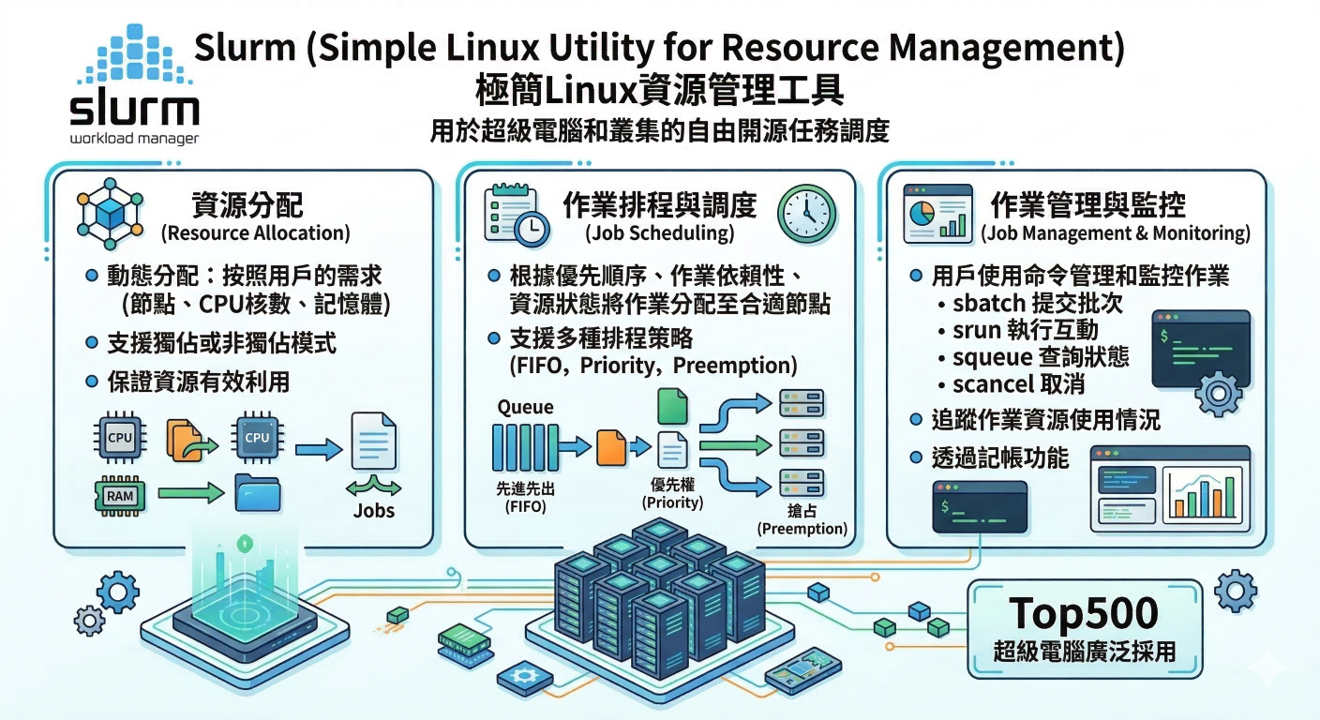 slurm
workload manager
Slurm (Simple Linux Utility for Resource Management)
極簡Linux資源管理工具
用於超級電腦和叢集的自由開源任務調度
資源分配
(Resource Allocation)
動態分配：按照用戶的需求
(節點、CPU核數、記憶體)
支援獨佔或非獨佔模式
保證資源有效利用
CPU
CPU
RAM
Jobs
作業排程與調度
(Job Scheduling)
根據優先順序、作業依賴性、
資源狀態將作業分配至合適節點
支援多種排程策略
(FIFO, Priority, Preemption)
Queue
先進先出
(FIFO)
優先權
(Priority)
搶占
(Preemption)
作業管理與監控
(Job Management & Monitoring)
用戶使用命令管理和監控作業
• sbatch 提交批次
• srun 執行互動
• squeue 查詢狀態
• scancel 取消
$
追蹤作業資源使用情況
透過記帳功能
$
Top500
超級電腦廣泛採用